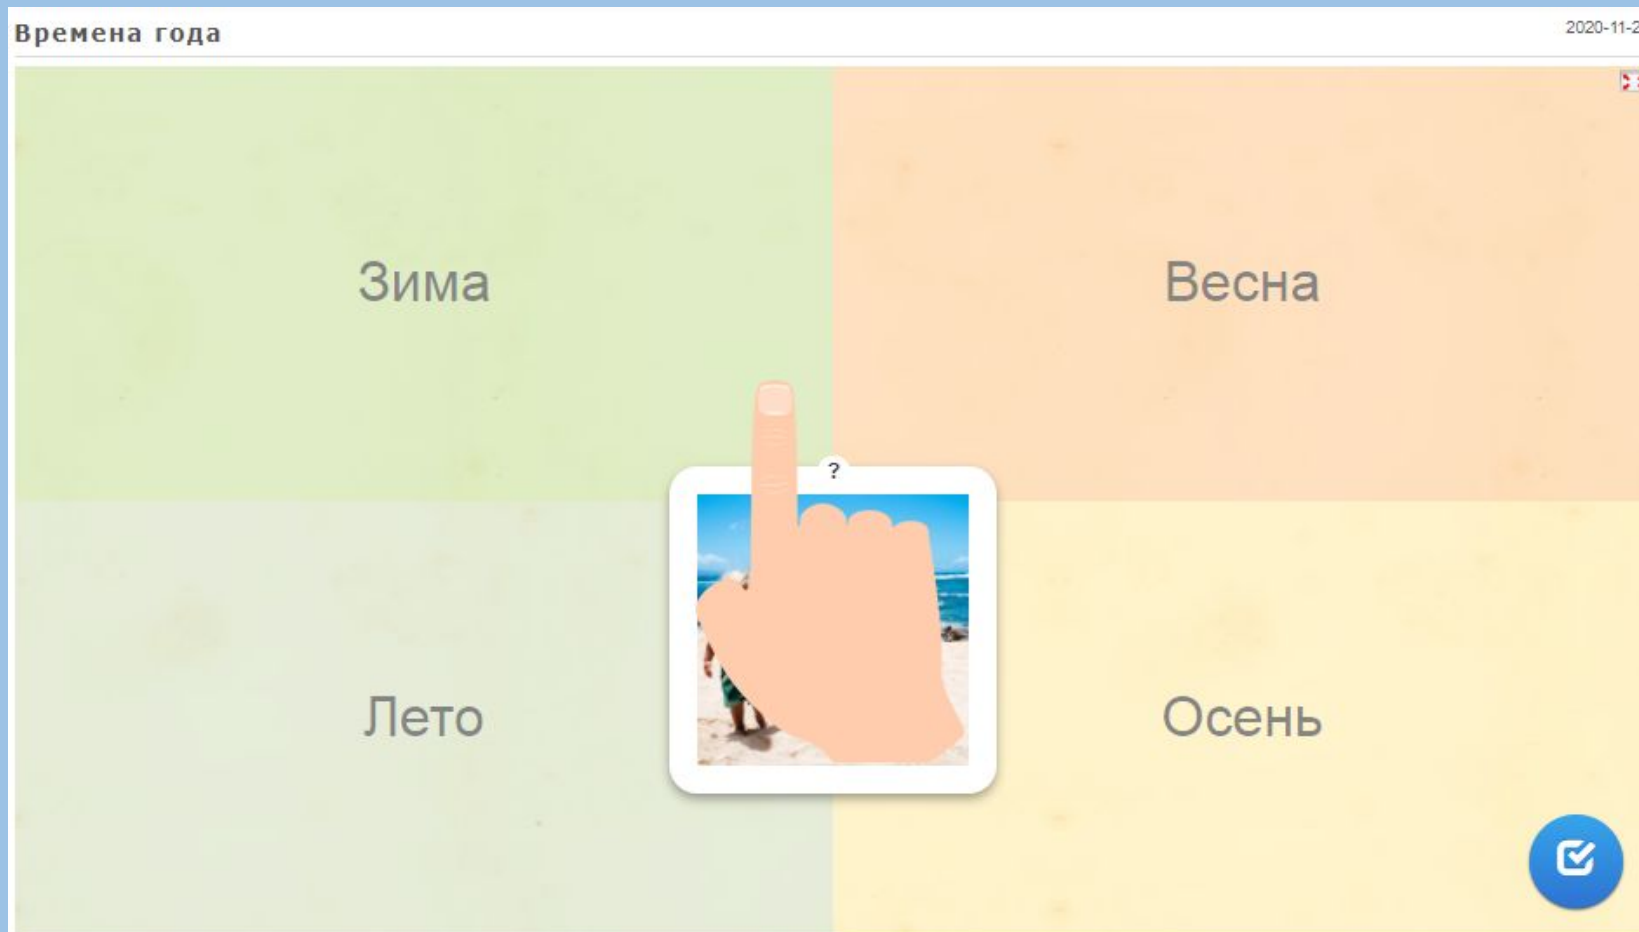 Времена года
2020-11-2
Зима
Весна
?
Лето
Осень